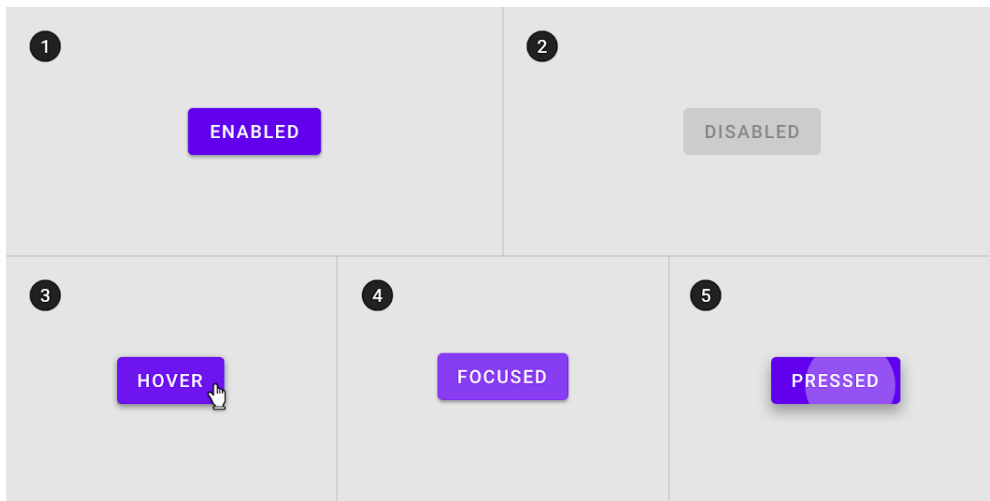 1
2
ENABLED
DISABLED
3
4
5
HOVER
FOCUSED
PRESSED